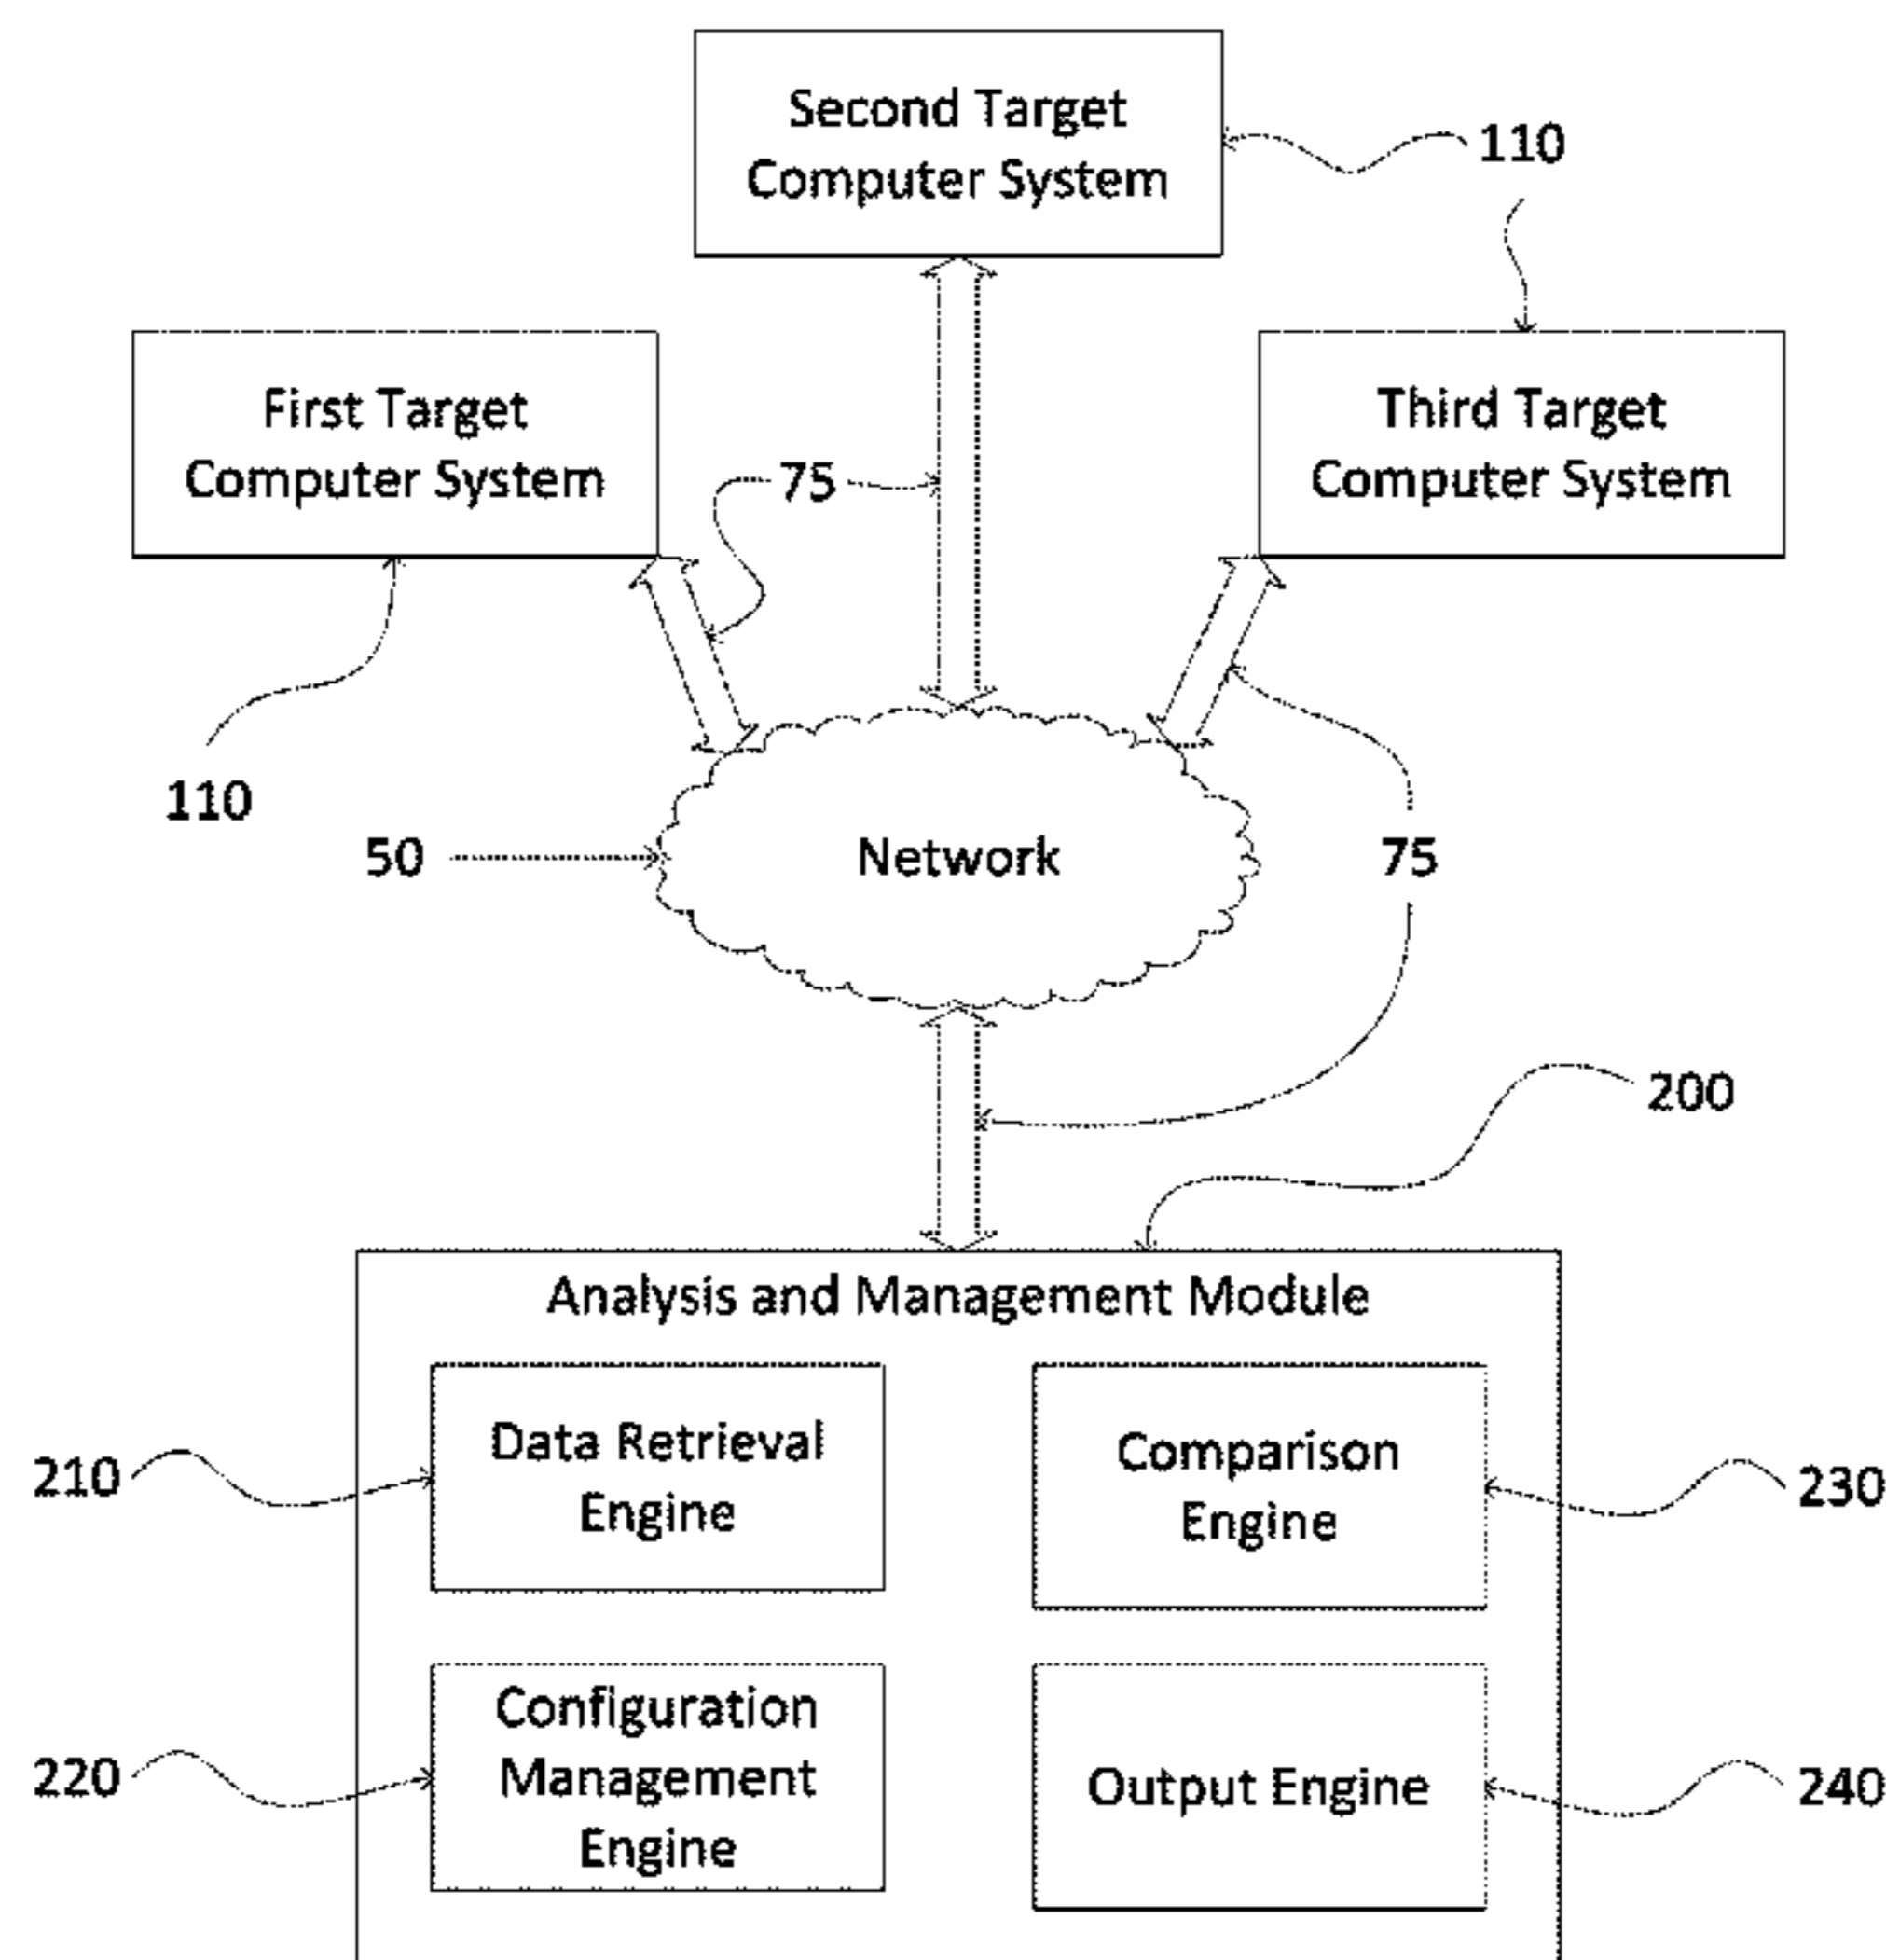 Second Target
Computer System
110
First Target
Computer System
75
Third Target
Computer System
110
50
Network
75
200
Analysis and Management Module
210
Data Retrieval
Engine
Comparison
Engine
230
220
Configuration
Management
Engine
Output Engine
240